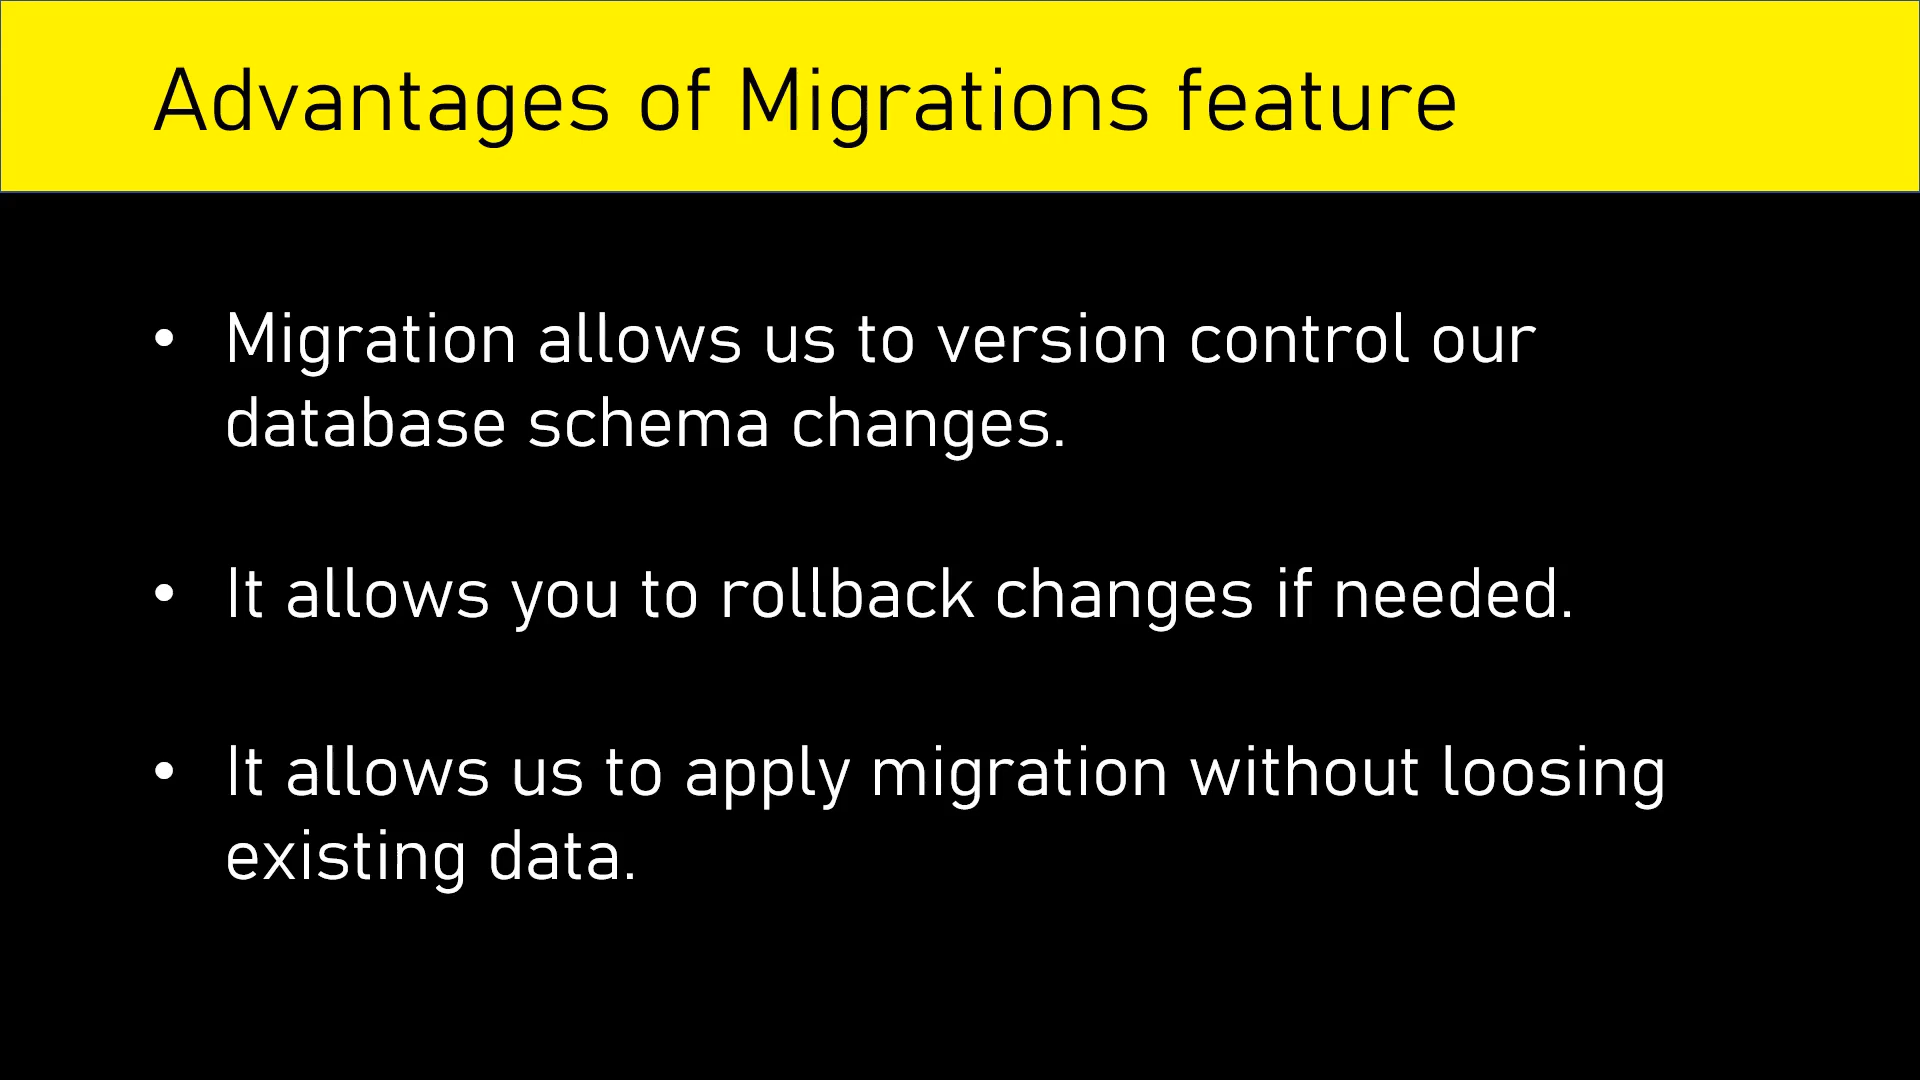 Advantages of Migrations feature
• Migration allows us to version control our
database schema changes.
• It allows you to rollback changes if needed.
• It allows us to apply migration without loosing
existing data.